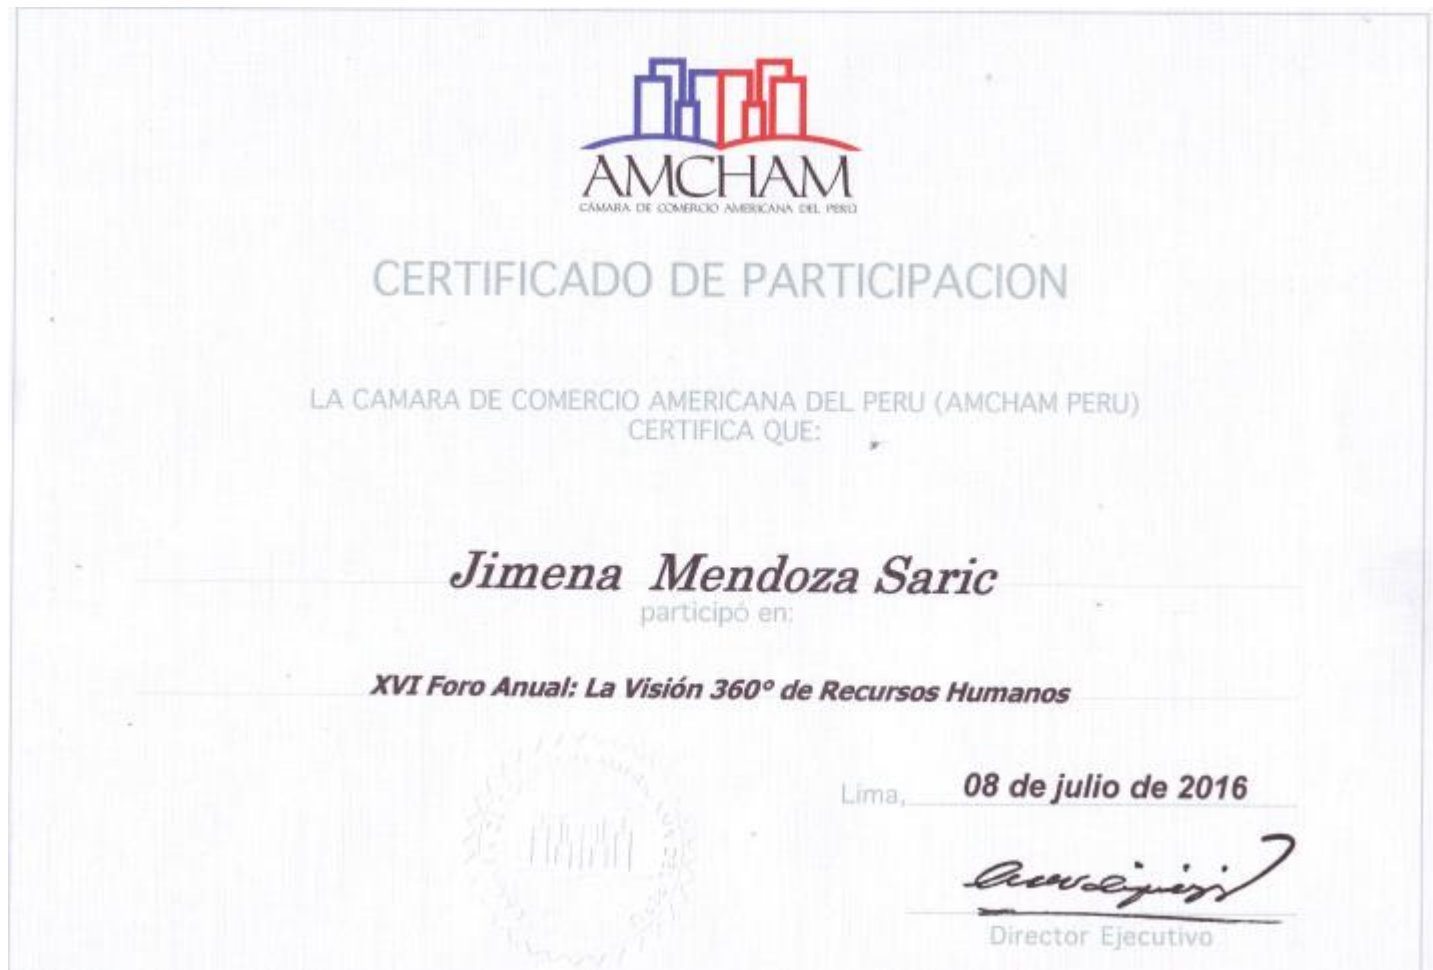 AMCHAM
CÁMARA DE COMERCIO AMERICANA DEL PERÚ
CERTIFICADO DE PARTICIPACION
LA CAMARA DE COMERCIO AMERICANA DEL PERU (AMCHAM PERU)
CERTIFICA QUE:
Jimena Mendoza Saric
participó en:
XVI Foro Anual: La Visión 360° de Recursos Humanos
Lima, 08 de julio de 2016
Director Ejecutivo